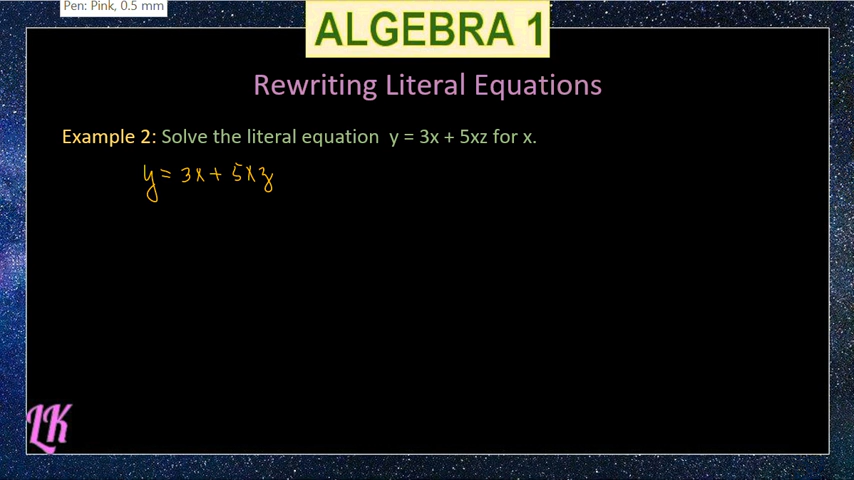 Pen: Pink, 0.5 mm
ALGEBRA 1
Rewriting Literal Equations
Example 2: Solve the literal equation y = 3x + 5xz for x.
y = 3x + 5xz
LK